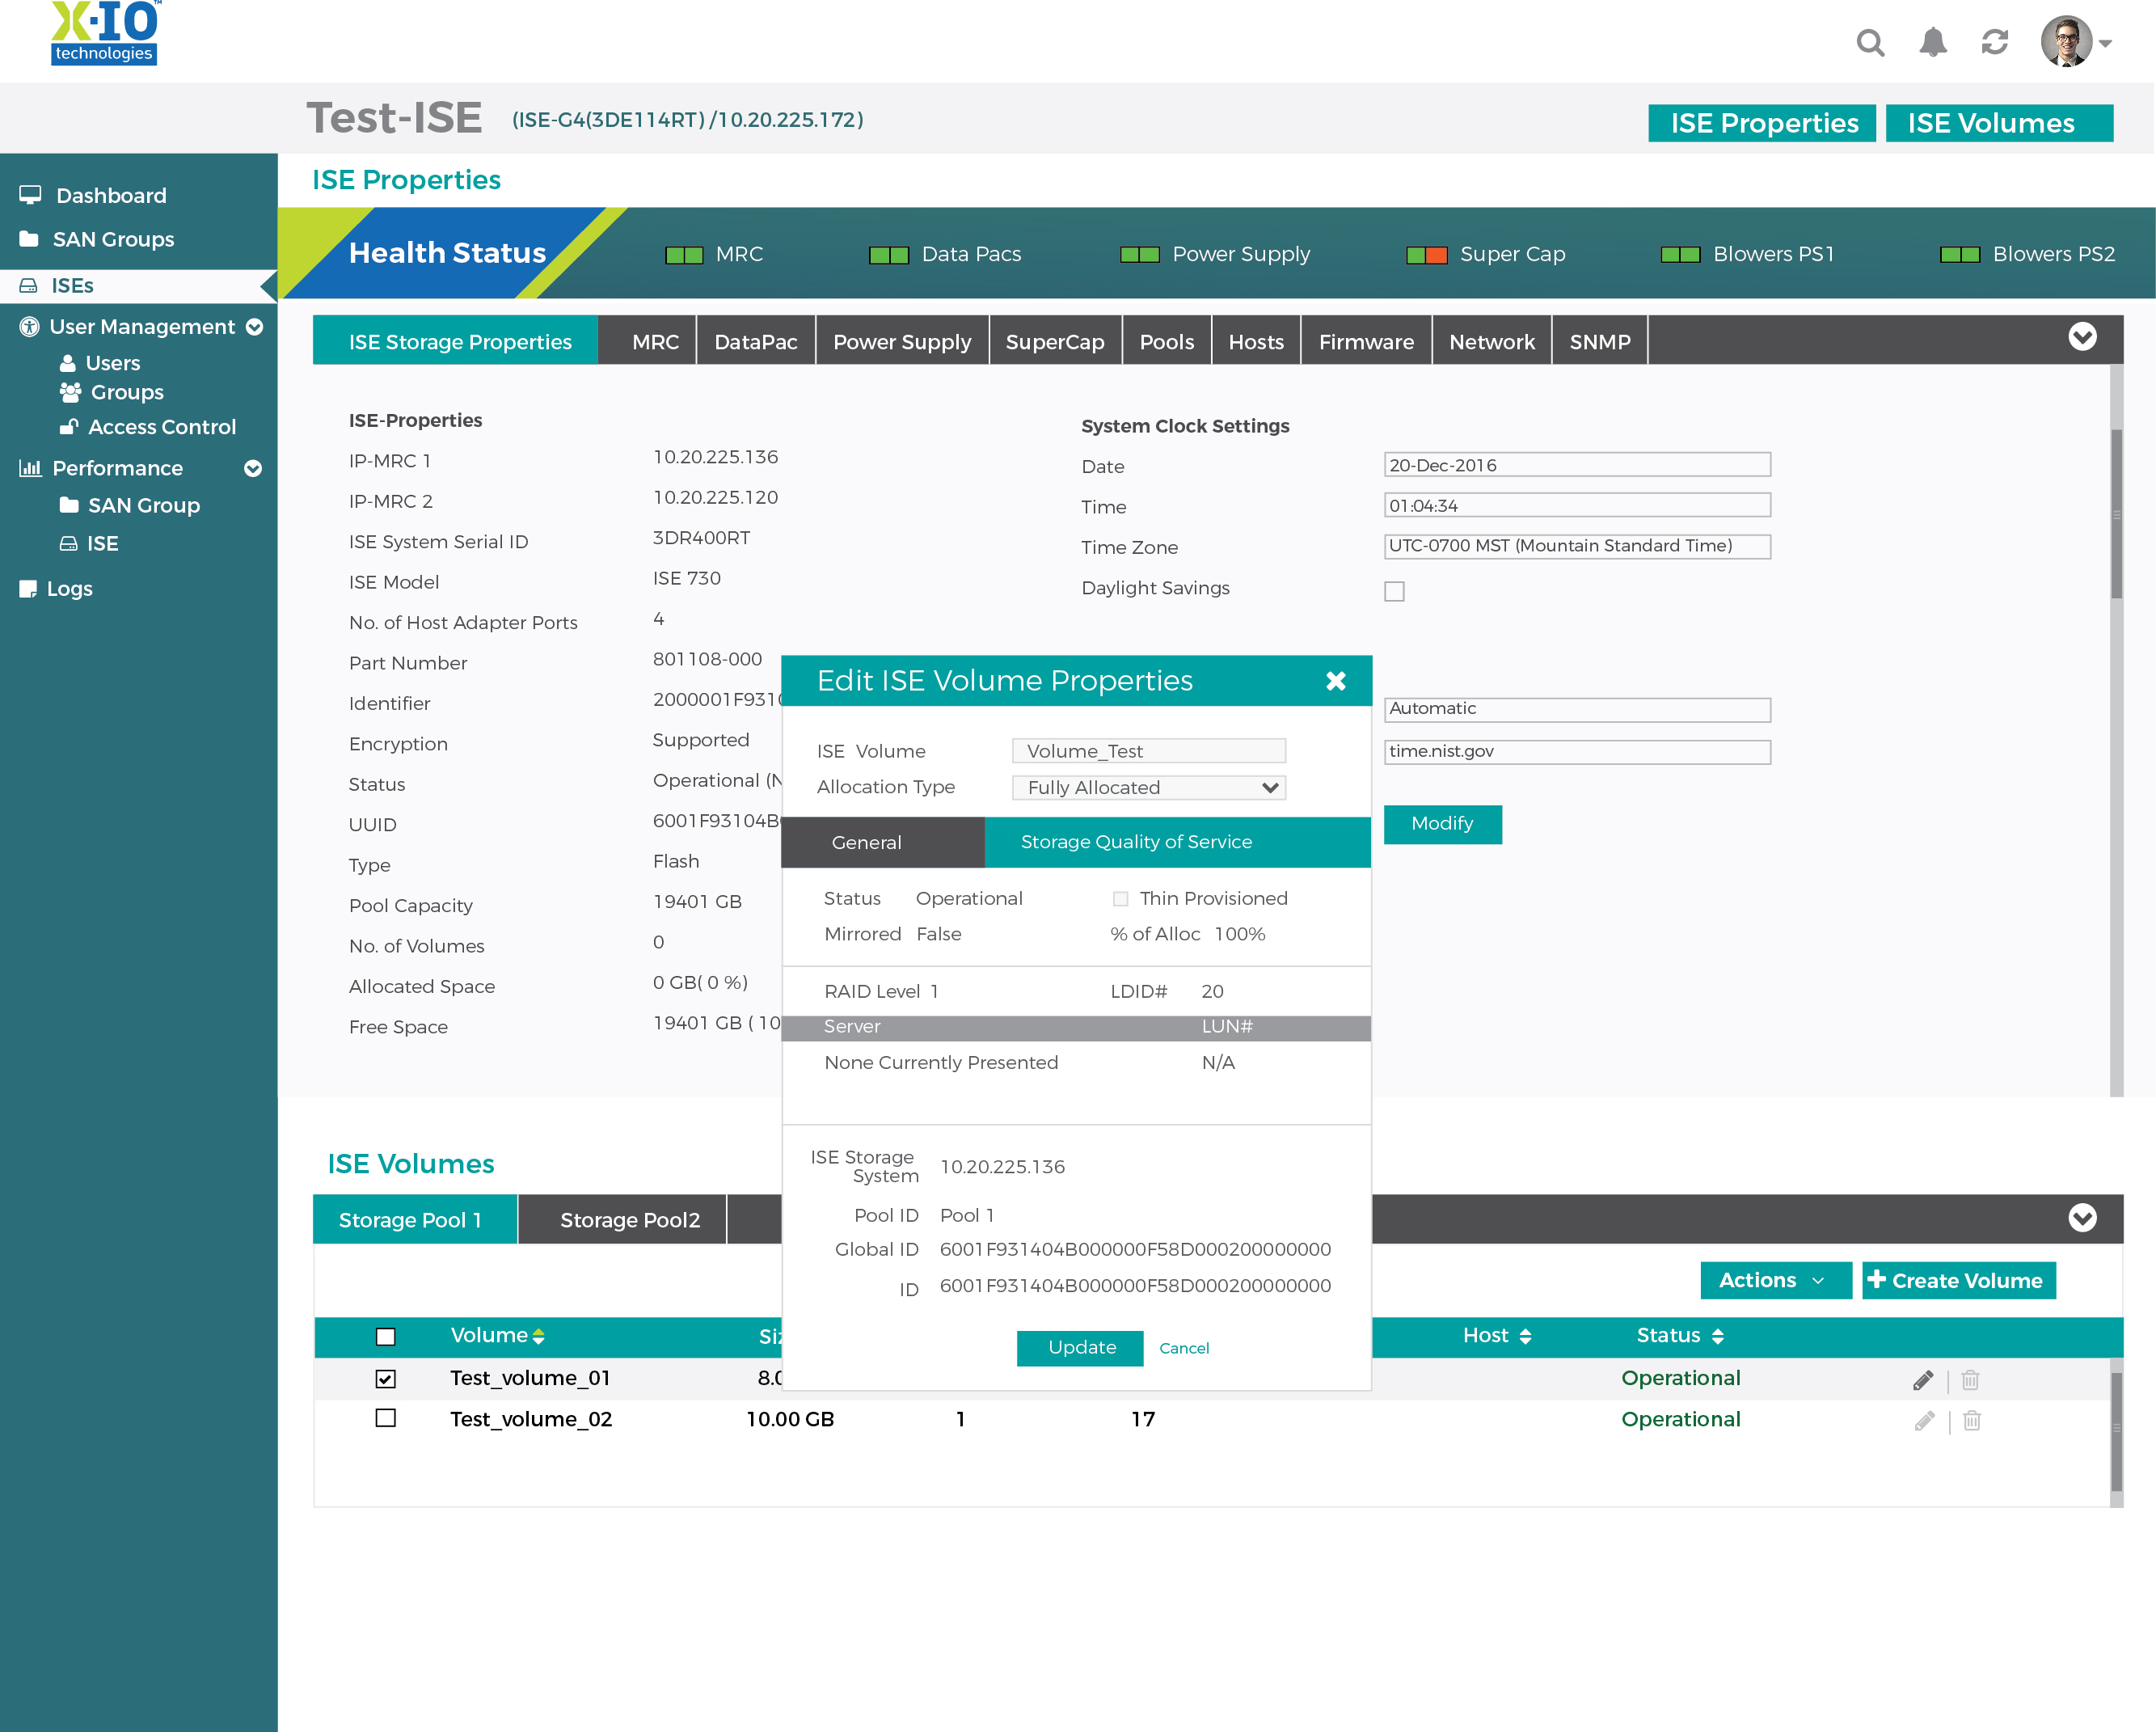 X-IO™
technologies
Test-ISE (ISE-G4(3DE114RT) /10.20.225.172)
ISE Properties ISE Volumes
Dashboard
SAN Groups
ISEs
User Management
Users
Groups
Access Control
Performance
SAN Group
ISE
Logs
ISE Properties
Health Status MRC Data Pacs Power Supply Super Cap Blowers PS1 Blowers PS2
ISE Storage Properties MRC DataPac Power Supply SuperCap Pools Hosts Firmware Network SNMP
ISE-Properties
IP-MRC 1 10.20.225.136
IP-MRC 2 10.20.225.120
ISE System Serial ID 3DR400RT
ISE Model ISE 730
No. of Host Adapter Ports 4
Part Number 801108-000
Identifier 2000001F931
Encryption Supported
Status Operational (
UUID 6001F93104B
Type Flash
Pool Capacity 19401 GB
No. of Volumes 0
Allocated Space 0 GB( 0 %)
Free Space 19401 GB ( 10
System Clock Settings
Date 20-Dec-2016
Time 01:04:34
Time Zone UTC-0700 MST (Mountain Standard Time)
Daylight Savings
Automatic
time.nist.gov
Modify
Edit ISE Volume Properties
ISE Volume Volume_Test
Allocation Type Fully Allocated
General Storage Quality of Service
Status Operational Thin Provisioned
Mirrored False % of Alloc 100%
RAID Level 1 LDID# 20
Server LUN#
None Currently Presented N/A
ISE Storage
System 10.20.225.136
Pool ID Pool 1
Global ID 6001F931404B000000F58D000200000000
ID 6001F931404B000000F58D000200000000
Update Cancel
ISE Volumes
Storage Pool 1 Storage Pool2
Actions Create Volume
Volume Si Host Status
Test_volume_01 8. Operational
Test_volume_02 10.00 GB 1 17 Operational